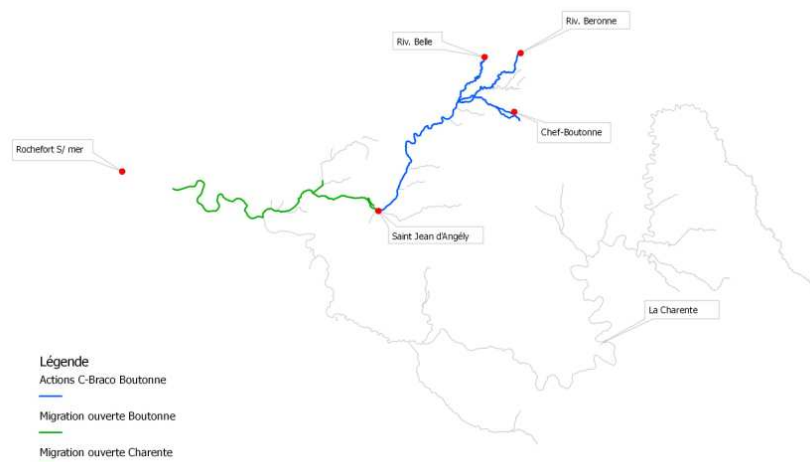 Riv. Beronne
Riv. Belle
Chef-Boutonne
Rochefort S/ mer
Saint Jean d'Angély
La Charente
Légende
Actions C-Braco Boutonne
Migration ouverte Boutonne
Migration ouverte Charente